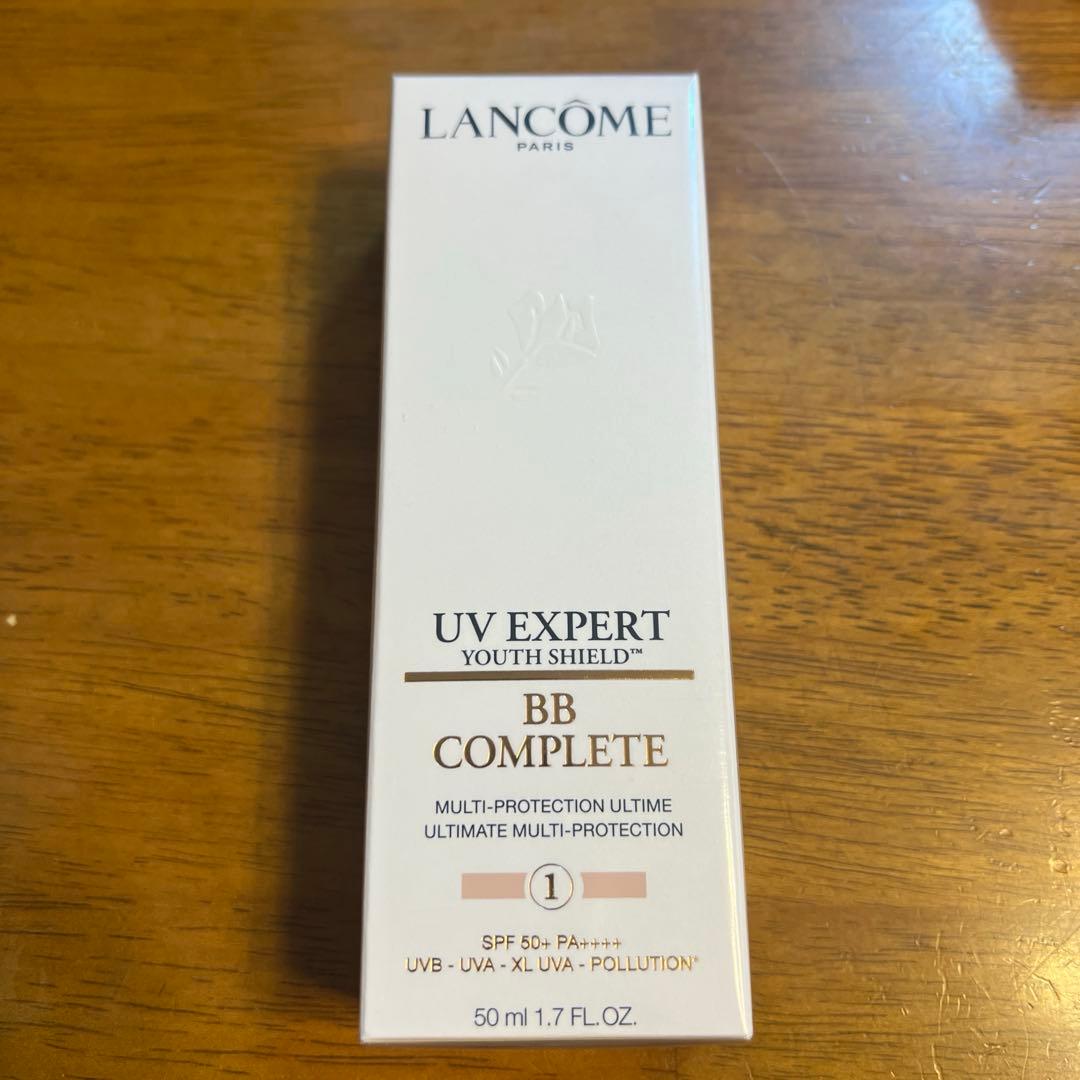 LANCÔME
PARIS
UV EXPERT
YOUTH SHIELD™
BB
COMPLETE
MULTI-PROTECTION ULTIME
ULTIMATE MULTI-PROTECTION
1
SPF 50+ PA++++
UVB - UVA - XL UVA - POLLUTION*
50 ml 1.7 FL.OZ.